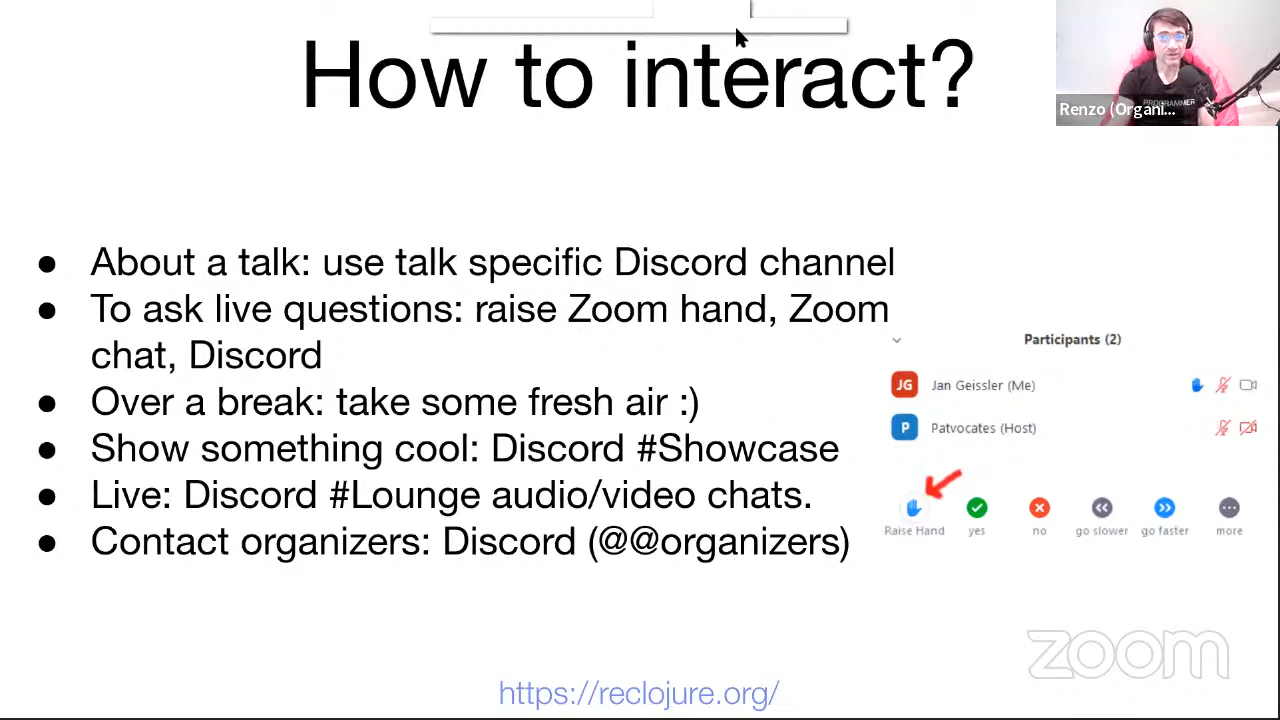 How to interact?
PROGRAMMER
Renzo (Organi...
● About a talk: use talk specific Discord channel
● To ask live questions: raise Zoom hand, Zoom
chat, Discord
● Over a break: take some fresh air :)
● Show something cool: Discord #Showcase
● Live: Discord #Lounge audio/video chats.
● Contact organizers: Discord (@@organizers)
Participants (2)
JG Jan Geissler (Me)
P Patvocates (Host)
Raise Hand yes no go slower go faster more
zoom
https://reclojure.org/